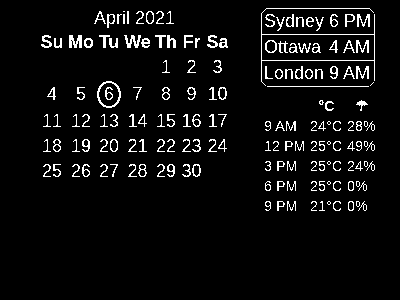 April 2021
Su Mo Tu We Th Fr Sa
1 2 3
4 5 6 7 8 9 10
11 12 13 14 15 16 17
18 19 20 21 22 23 24
25 26 27 28 29 30
Sydney 6 PM
Ottawa 4 AM
London 9 AM
°C ☂
9 AM 24°C 28%
12 PM 25°C 49%
3 PM 25°C 24%
6 PM 25°C 0%
9 PM 21°C 0%